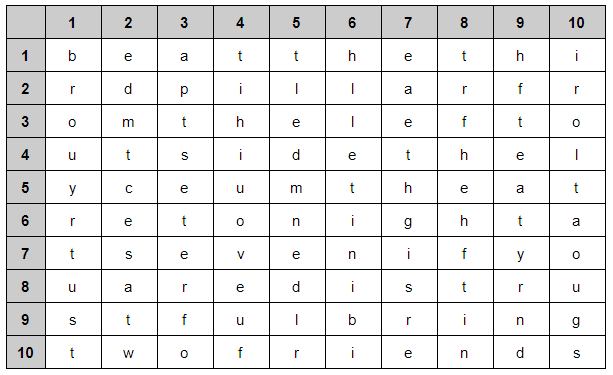 1 2 3 4 5 6 7 8 9 10
1 b e a t t h e t h i
2 r d p i l l a r f r
3 o m t h e l e f t o
4 u t s i d e t h e l
5 y c e u m t h e a t
6 r e t o n i g h t a
7 t s e v e n i f y o
8 u a r e d i s t r u
9 s t f u l b r i n g
10 t w o f r i e n d s